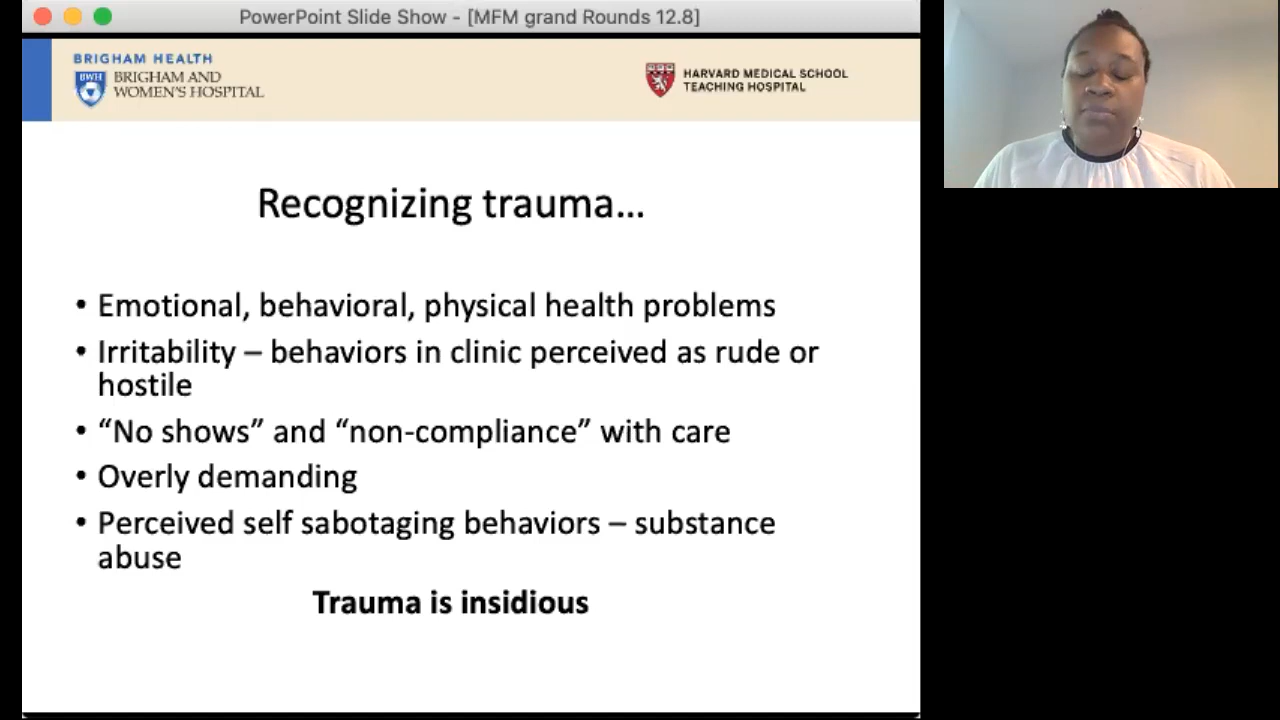 PowerPoint Slide Show - [MFM grand Rounds 12.8]
BRIGHAM HEALTH
BWH
BRIGHAM AND
WOMEN'S HOSPITAL
HARVARD MEDICAL SCHOOL
TEACHING HOSPITAL
Recognizing trauma...
• Emotional, behavioral, physical health problems
• Irritability – behaviors in clinic perceived as rude or
hostile
• “No shows” and “non-compliance” with care
• Overly demanding
• Perceived self sabotaging behaviors – substance
abuse
Trauma is insidious